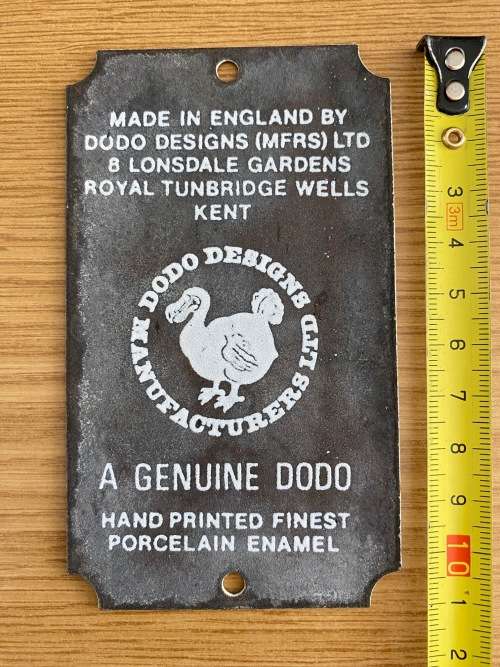 MADE IN ENGLAND BY
DODO DESIGNS (MFRS) LTD
8 LONSDALE GARDENS
ROYAL TUNBRIDGE WELLS
KENT
DODO DESIGNS
MANUFACTURERS LTD
A GENUINE DODO
HAND PRINTED FINEST
PORCELAIN ENAMEL
3
3m
4
5
6
7
8
9
10
1
2